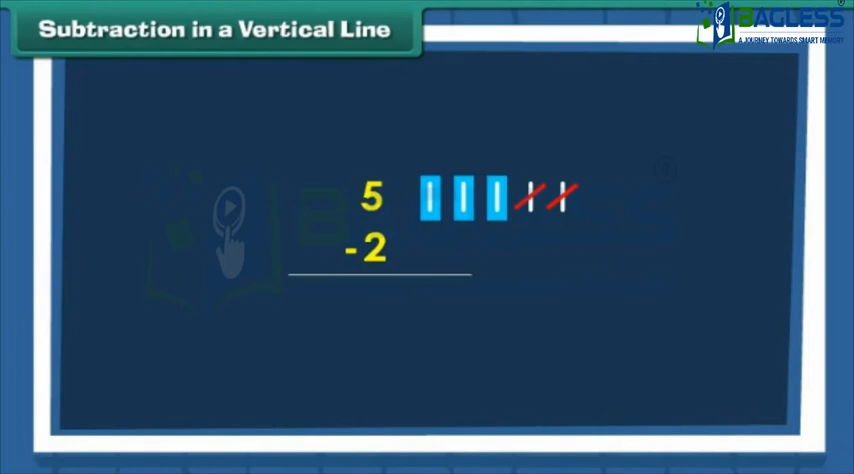 Subtraction in a Vertical Line
BAGLESS
A JOURNEY TOWARDS SMART MEMORY
5
-2